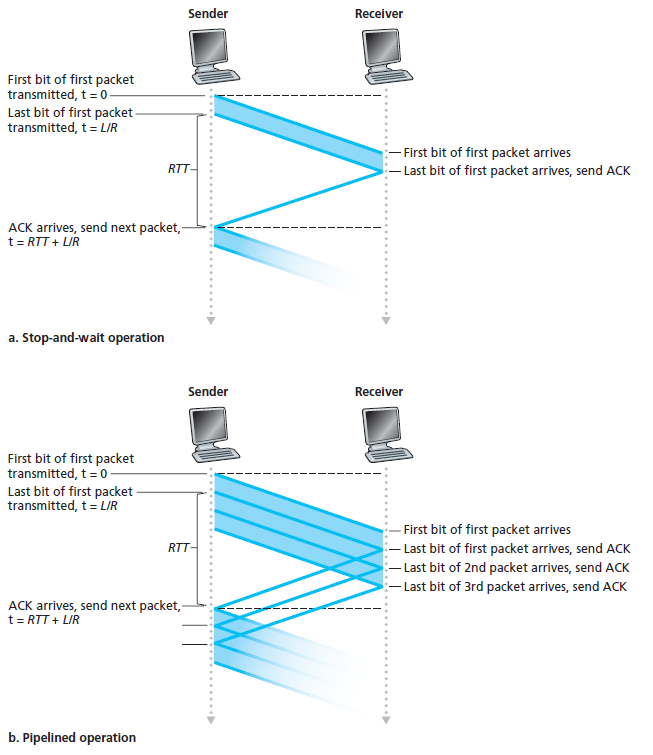 Sender Receiver
First bit of first packet
transmitted, t = 0
Last bit of first packet
transmitted, t = L/R
First bit of first packet arrives
RTT
Last bit of first packet arrives, send ACK
ACK arrives, send next packet,
t = RTT + L/R
a. Stop-and-wait operation
Sender Receiver
First bit of first packet
transmitted, t = 0
Last bit of first packet
transmitted, t = L/R
First bit of first packet arrives
RTT
Last bit of first packet arrives, send ACK
Last bit of 2nd packet arrives, send ACK
Last bit of 3rd packet arrives, send ACK
ACK arrives, send next packet,
t = RTT + L/R
b. Pipelined operation